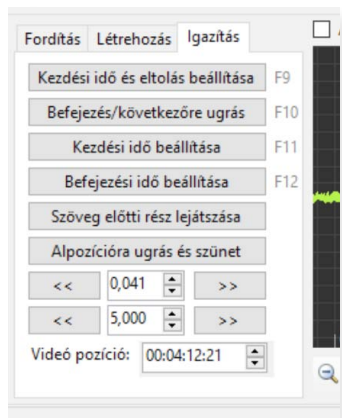 Fordítás Létrehozás Igazítás
Kezdési idő és eltolás beállítása F9
Befejezés/következőre ugrás F10
Kezdési idő beállítása F11
Befejezési idő beállítása F12
Szöveg előtti rész lejátszása
Alpozícióra ugrás és szünet
<< 0,041 >>
<< 5,000 >>
Videó pozíció: 00:04:12:21